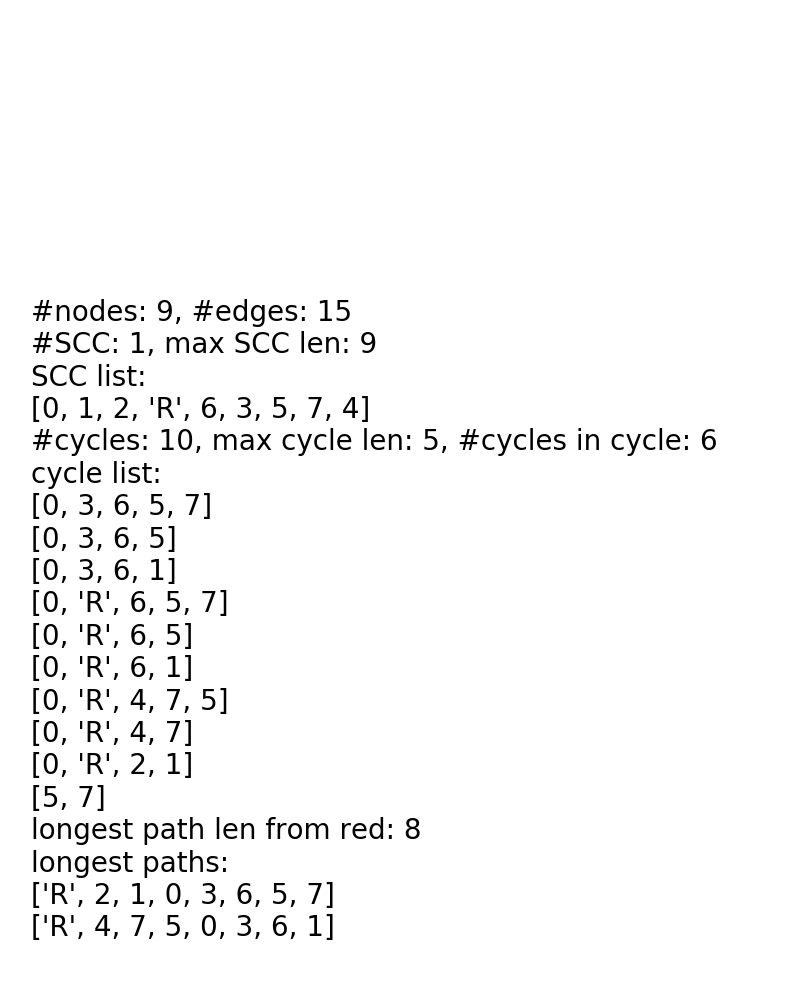 #nodes: 9, #edges: 15
#SCC: 1, max SCC len: 9
SCC list:
[0, 1, 2, 'R', 6, 3, 5, 7, 4]
#cycles: 10, max cycle len: 5, #cycles in cycle: 6
cycle list:
[0, 3, 6, 5, 7]
[0, 3, 6, 5]
[0, 3, 6, 1]
[0, 'R', 6, 5, 7]
[0, 'R', 6, 5]
[0, 'R', 6, 1]
[0, 'R', 4, 7, 5]
[0, 'R', 4, 7]
[0, 'R', 2, 1]
[5, 7]
longest path len from red: 8
longest paths:
['R', 2, 1, 0, 3, 6, 5, 7]
['R', 4, 7, 5, 0, 3, 6, 1]